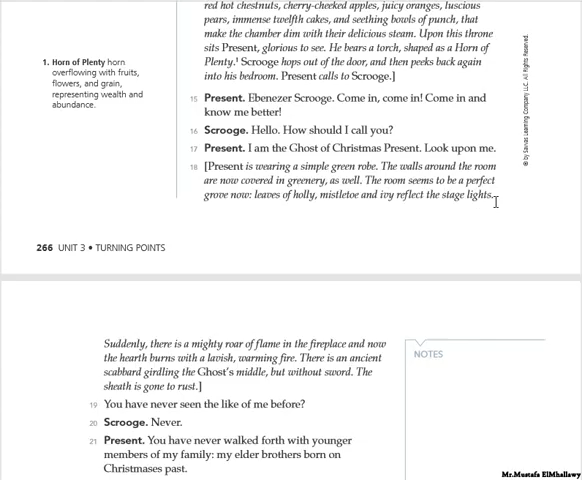 red hot chestnuts, cherry-cheeked apples, juicy oranges, luscious
pears, immense twelfth cakes, and seething bowls of punch, that
make the chamber dim with their delicious steam. Upon this throne
sits Present, glorious to see. He bears a torch, shaped as a Horn of
Plenty.¹ Scrooge hops out of the door, and then peeks back again
into his bedroom. Present calls to Scrooge.]
1. Horn of Plenty horn
overflowing with fruits,
flowers, and grain,
representing wealth and
abundance.
15 Present. Ebenezer Scrooge. Come in, come in! Come in and
know me better!
16 Scrooge. Hello. How should I call you?
17 Present. I am the Ghost of Christmas Present. Look upon me.
18 [Present is wearing a simple green robe. The walls around the room
are now covered in greenery, as well. The room seems to be a perfect
grove now: leaves of holly, mistletoe and ivy reflect the stage lights.
© by Savvas Learning Company LLC. All Rights Reserved.
266 UNIT 3 • TURNING POINTS
Suddenly, there is a mighty roar of flame in the fireplace and now
the hearth burns with a lavish, warming fire. There is an ancient
scabbard girdling the Ghost's middle, but without sword. The
sheath is gone to rust.]
19 You have never seen the like of me before?
20 Scrooge. Never.
21 Present. You have never walked forth with younger
members of my family: my elder brothers born on
Christmases past.
NOTES
Mr.Mustafa ElMhallawy